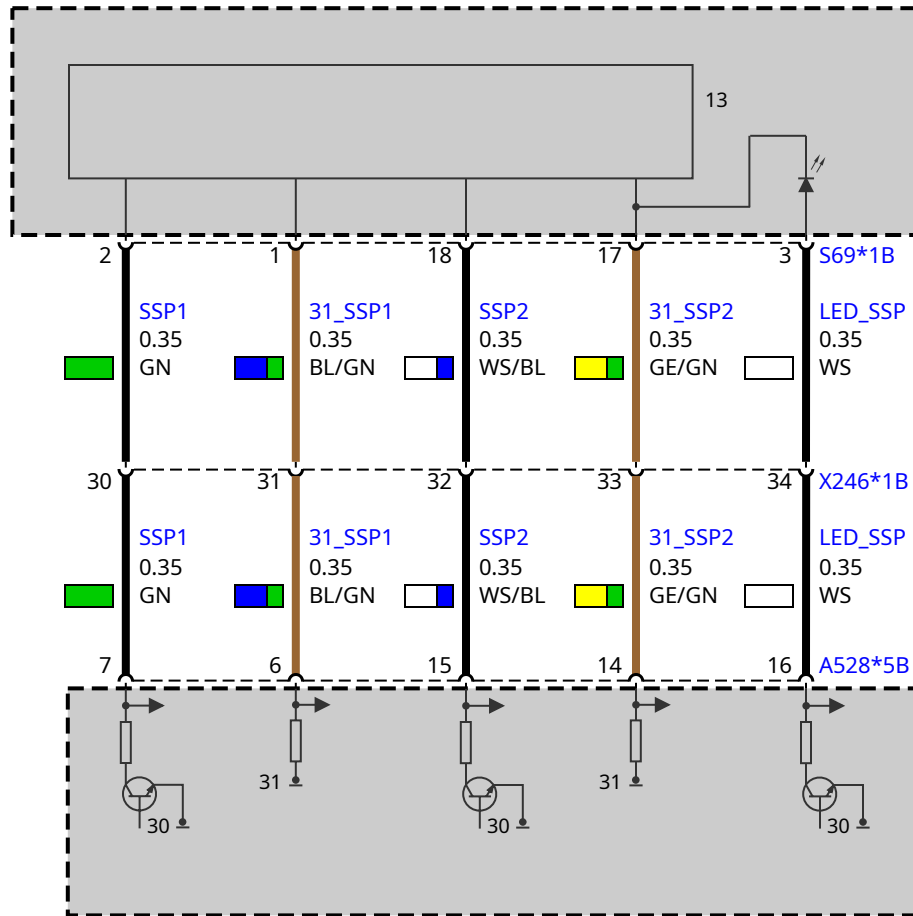 13
2 1 18 17 3 S69*1B
SSP1 31_SSP1 SSP2 31_SSP2 LED_SSP
0.35 0.35 0.35 0.35 0.35
GN BL/GN WS/BL GE/GN WS
30 31 32 33 34 X246*1B
SSP1 31_SSP1 SSP2 31_SSP2 LED_SSP
0.35 0.35 0.35 0.35 0.35
GN BL/GN WS/BL GE/GN WS
7 6 15 14 16 A528*5B
31 31
30 30 30